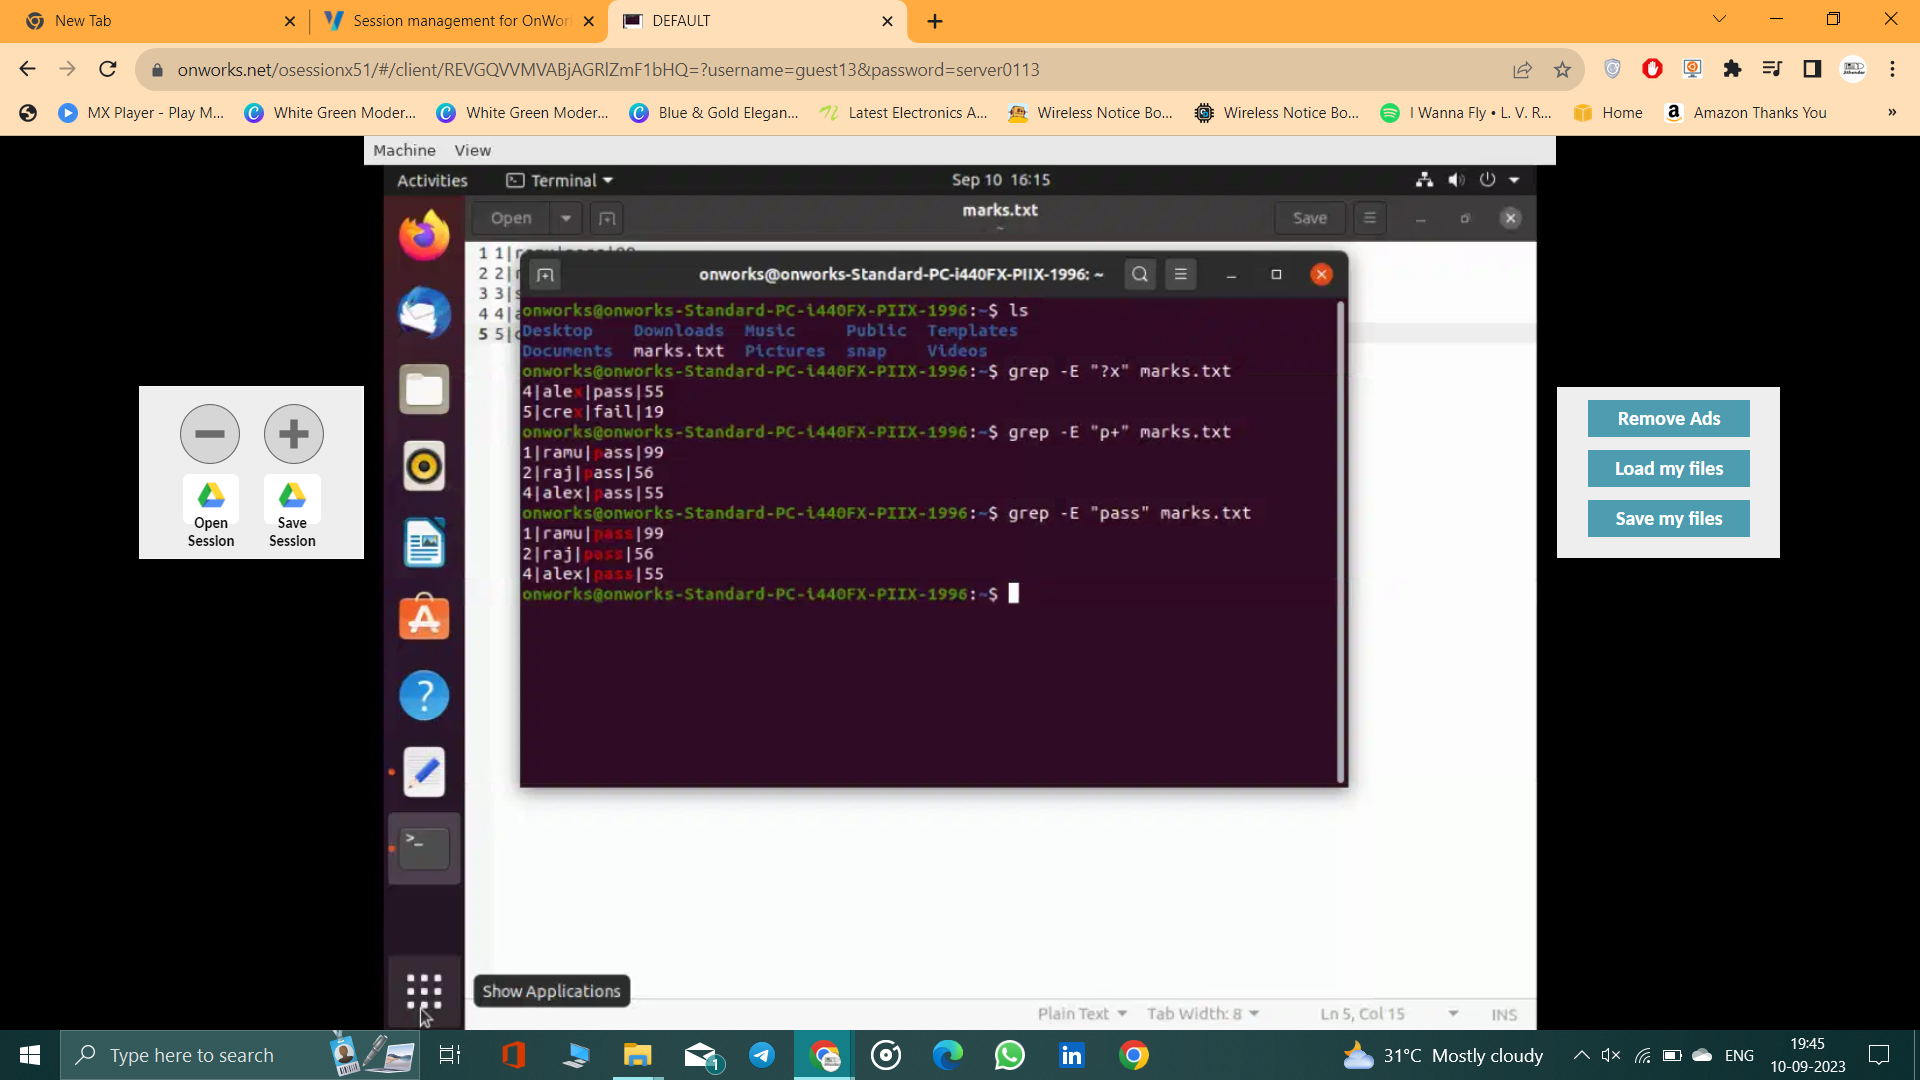 New Tab
Session management for OnWor
DEFAULT
onworks.net/osessionx51/#/client/REVGQVVMVABjAGRlZmF1bHQ=?username=guest13&password=server0113
MX Player - Play M...
White Green Moder...
White Green Moder...
Blue & Gold Elegan...
Latest Electronics A...
Wireless Notice Bo...
Wireless Notice Bo...
I Wanna Fly • L. V. R...
Home
Amazon Thanks You
»
Machine View
Activities
Terminal
Sep 10 16:15
Open
marks.txt
~
Save
1 1|
2 2|
3 3|
4 4|
5 5|
onworks@onworks-Standard-PC-i440FX-PIIX-1996: ~
onworks@onworks-Standard-PC-i440FX-PIIX-1996:~$ ls
Desktop Downloads Music Public Templates
Documents marks.txt Pictures snap Videos
onworks@onworks-Standard-PC-i440FX-PIIX-1996:~$ grep -E "?x" marks.txt
4|alex|pass|55
5|crex|fail|19
onworks@onworks-Standard-PC-i440FX-PIIX-1996:~$ grep -E "p+" marks.txt
1|ramu|pass|99
2|raj|pass|56
4|alex|pass|55
onworks@onworks-Standard-PC-i440FX-PIIX-1996:~$ grep -E "pass" marks.txt
1|ramu|pass|99
2|raj|pass|56
4|alex|pass|55
onworks@onworks-Standard-PC-i440FX-PIIX-1996:~$
Open Session
Save Session
Remove Ads
Load my files
Save my files
Show Applications
Plain Text
Tab Width: 8
Ln 5, Col 15
INS
Type here to search
1
31°C Mostly cloudy
ENG
19:45
10-09-2023